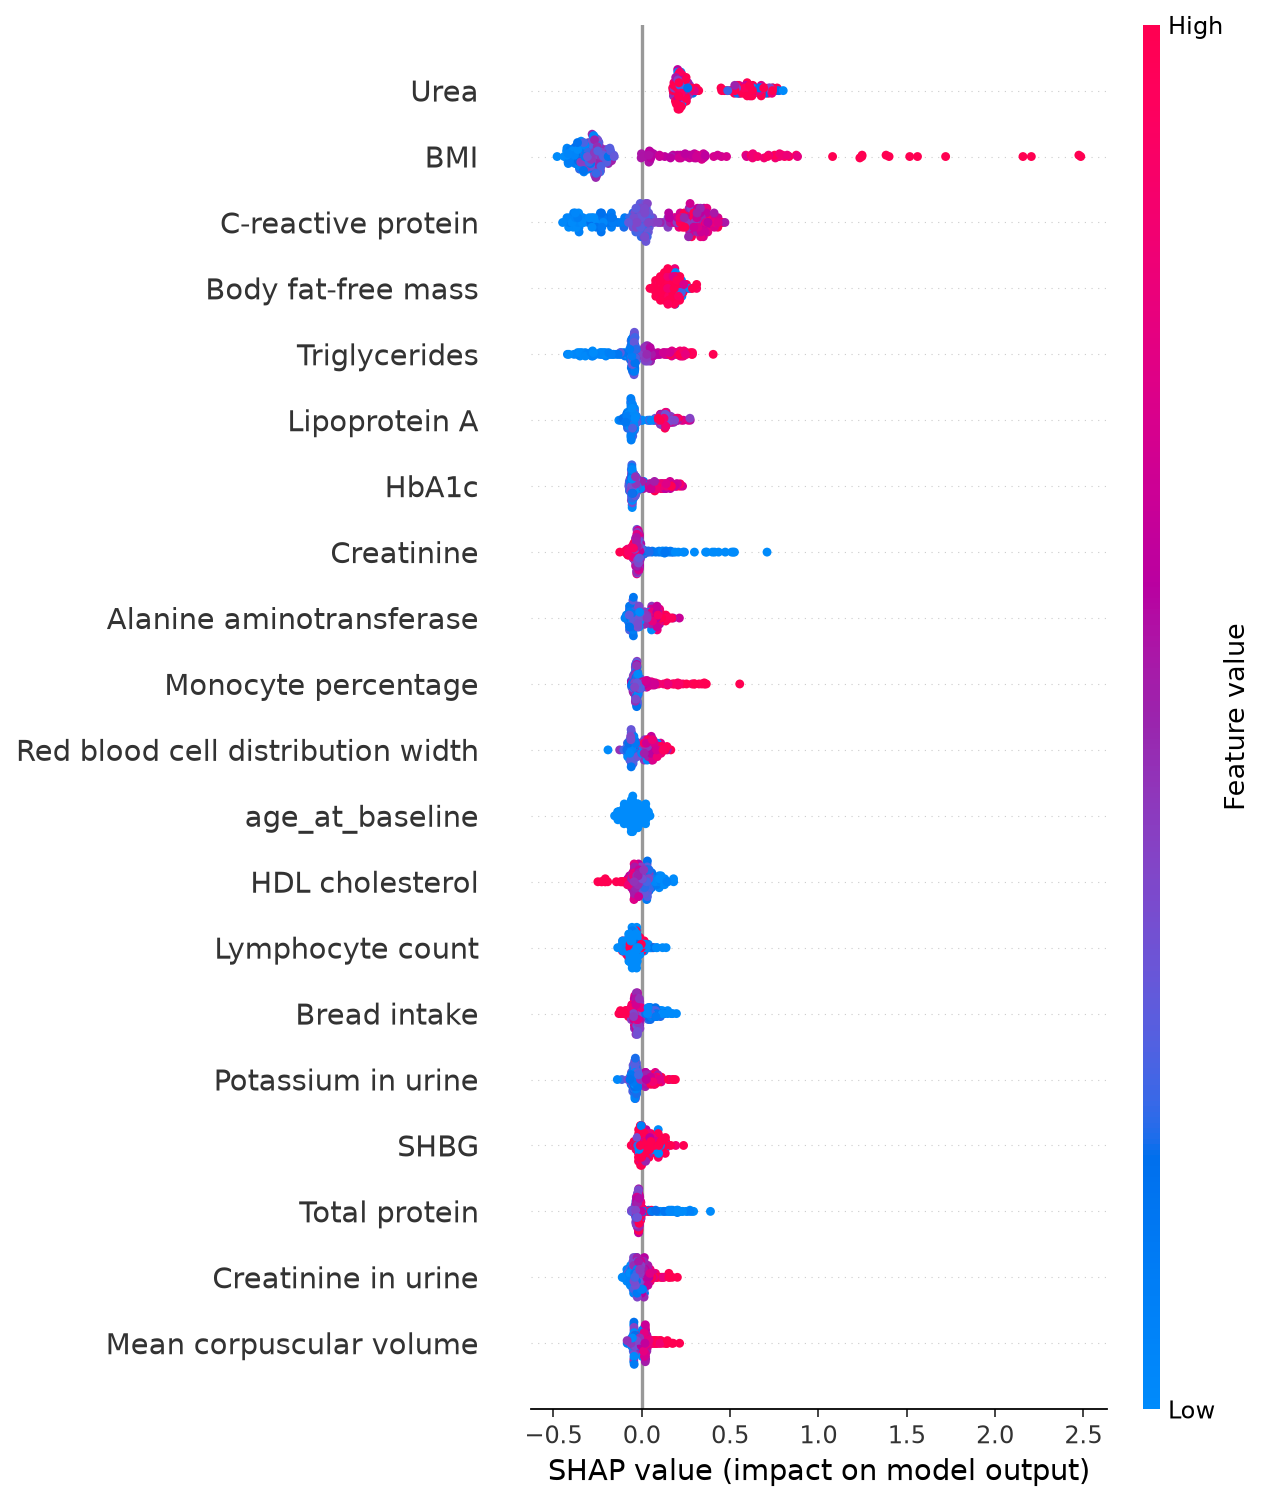 High
Urea
BMI
C-reactive protein
Body fat-free mass
Triglycerides
Lipoprotein A
HbA1c
Creatinine
Alanine aminotransferase
Monocyte percentage
Red blood cell distribution width
age_at_baseline
HDL cholesterol
Lymphocyte count
Bread intake
Potassium in urine
SHBG
Total protein
Creatinine in urine
Mean corpuscular volume
Feature value
Low
−0.5 0.0 0.5 1.0 1.5 2.0 2.5
SHAP value (impact on model output)